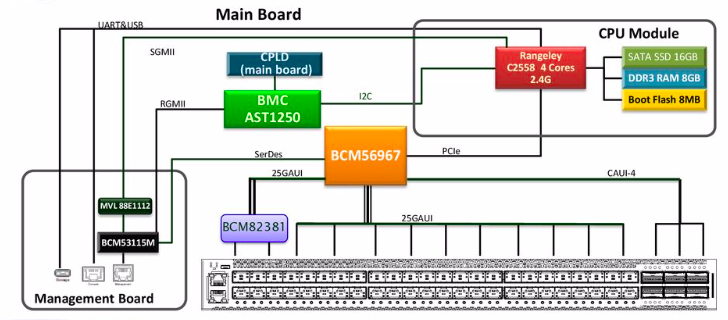 Main Board
UART&USB
CPU Module
SGMII
CPLD
(main board)
Rangeley
C2558 4 Cores
2.4G
SATA SSD 16GB
DDR3 RAM 8GB
Boot Flash 8MB
BMC
AST1250
I2C
RGMII
BCM56967
SerDes
PCIe
25GAUI
CAUI-4
MVL 88E1112
BCM82381
25GAUI
BCM53115M
Management Board